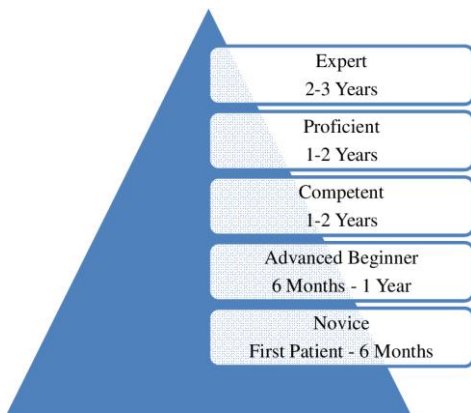 Expert
2-3 Years
Proficient
1-2 Years
Competent
1-2 Years
Advanced Beginner
6 Months - 1 Year
Novice
First Patient - 6 Months